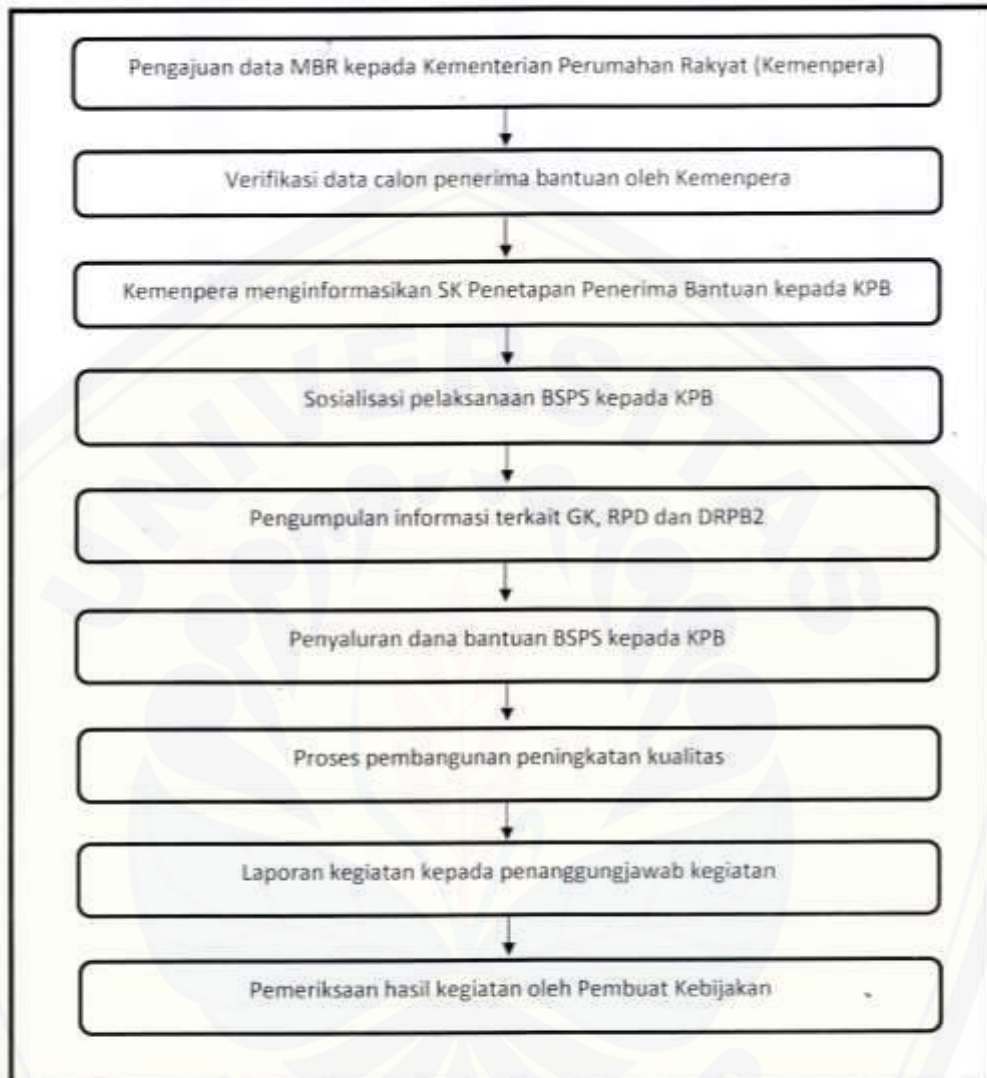 Pengajuan data MBR kepada Kementerian Perumahan Rakyat (Kemenpera)
Verifikasi data calon penerima bantuan oleh Kemenpera
Kemenpera menginformasikan SK Penetapan Penerima Bantuan kepada KPB
Sosialisasi pelaksanaan BSPS kepada KPB
Pengumpulan informasi terkait GK, RPD dan DRPB2
Penyaluran dana bantuan BSPS kepada KPB
Proses pembangunan peningkatan kualitas
Laporan kegiatan kepada penanggungjawab kegiatan
Pemeriksaan hasil kegiatan oleh Pembuat Kebijakan
UNIVERSITAS